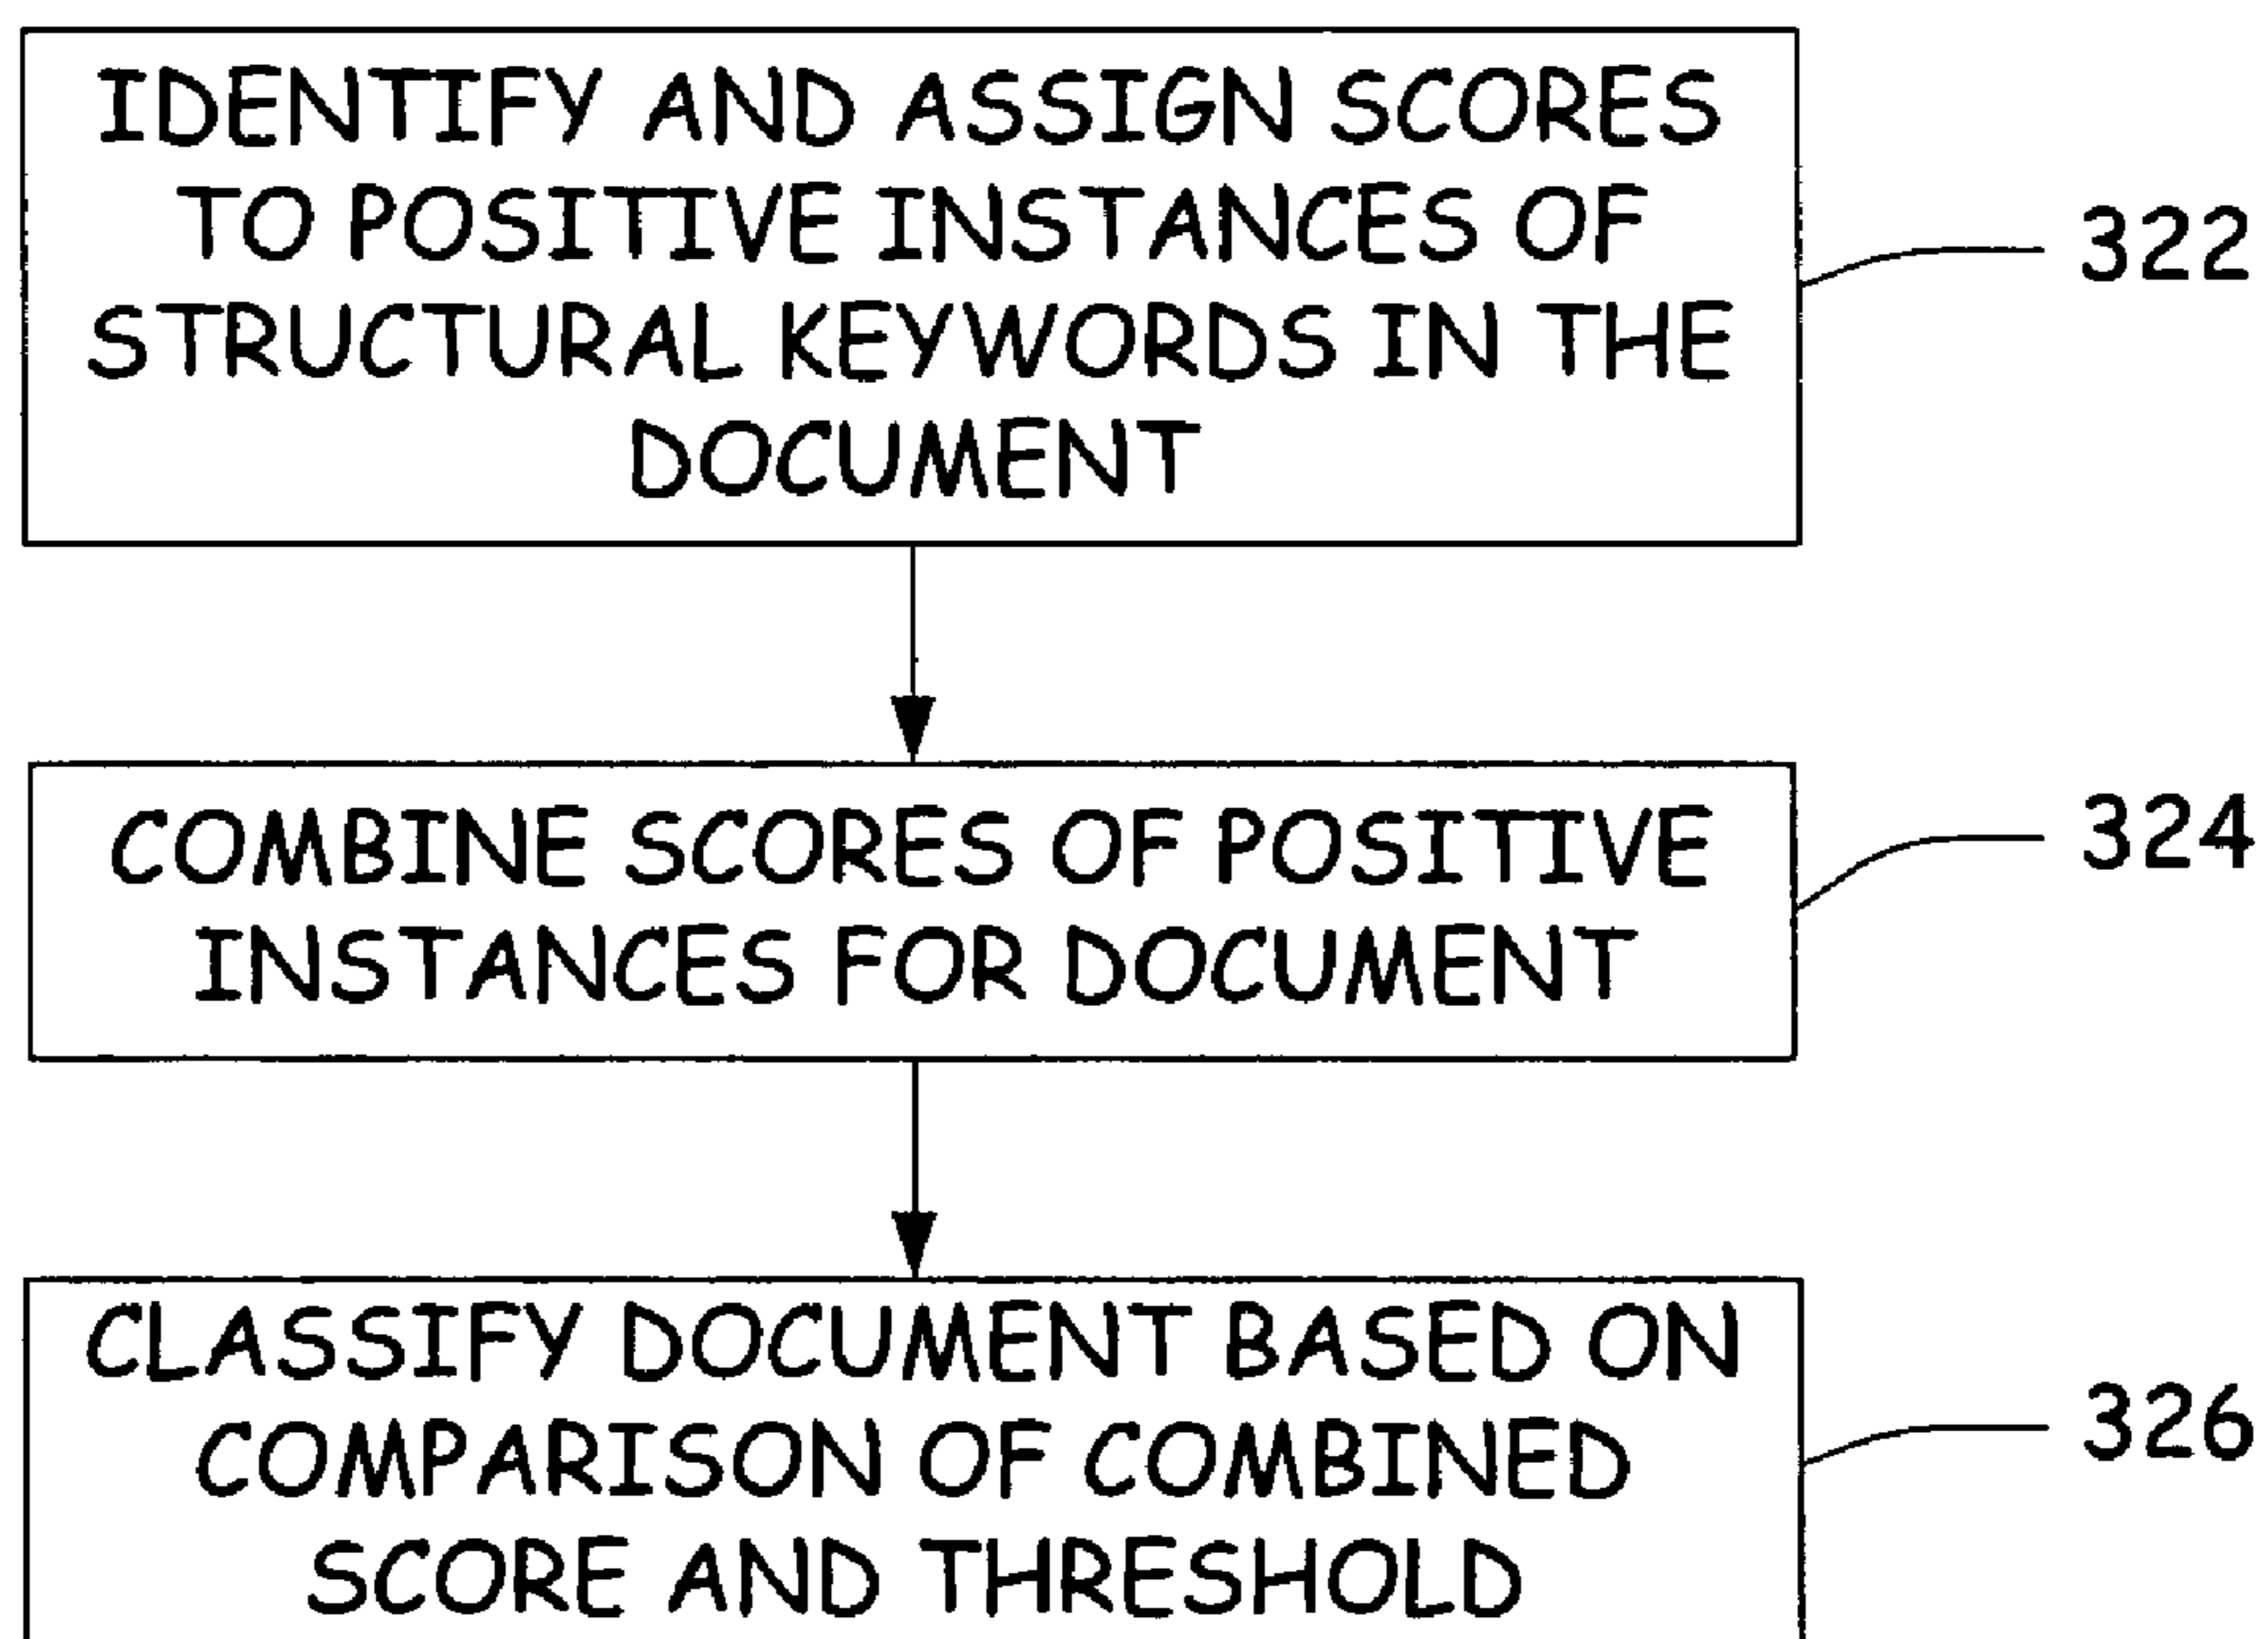 IDENTIFY AND ASSIGN SCORES
TO POSITIVE INSTANCES OF
STRUCTURAL KEYWORDS IN THE
DOCUMENT
322
COMBINE SCORES OF POSITIVE
INSTANCES FOR DOCUMENT
324
CLASSIFY DOCUMENT BASED ON
COMPARISON OF COMBINED
SCORE AND THRESHOLD
326